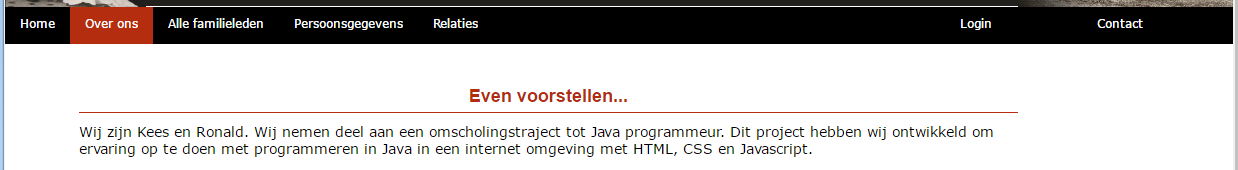 Home Over ons Alle familieleden Persoonsgegevens Relaties Login Contact
Even voorstellen...
Wij zijn Kees en Ronald. Wij nemen deel aan een omscholingstraject tot Java programmeur. Dit project hebben wij ontwikkeld om
ervaring op te doen met programmeren in Java in een internet omgeving met HTML, CSS en Javascript.